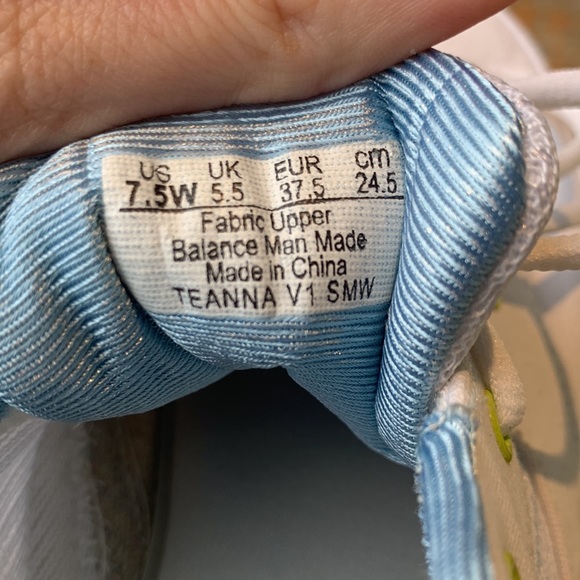 US UK EUR cm
7.5W 5.5 37.5 24.5
Fabric Upper
Balance Man Made
Made in China
TEANNA V1 SMW